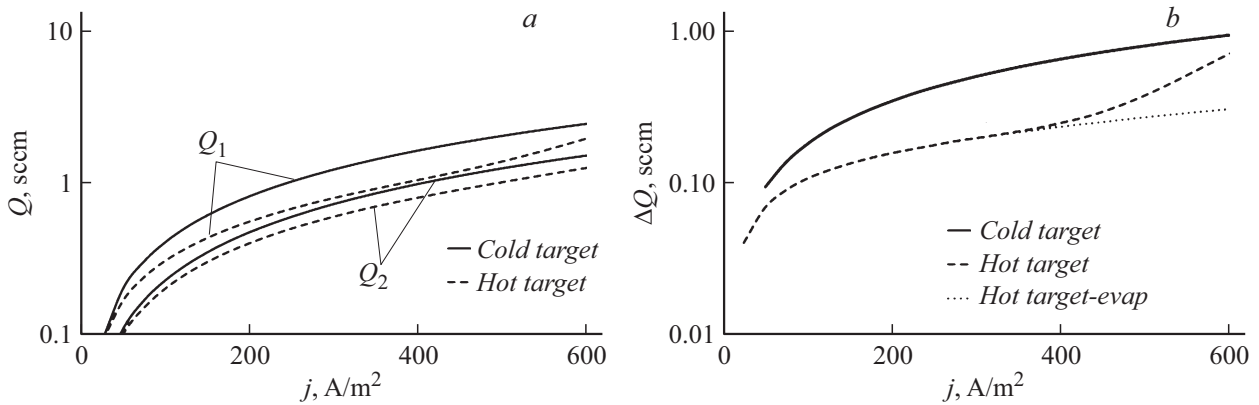 a
10
Q, sccm
Q1
1
Cold target
Q2
Hot target
0.1
0 200 400 600
j, A/m2
b
1.00
ΔQ, sccm
0.10
Cold target
Hot target
Hot target-evap
0.01
0 200 400 600
j, A/m2